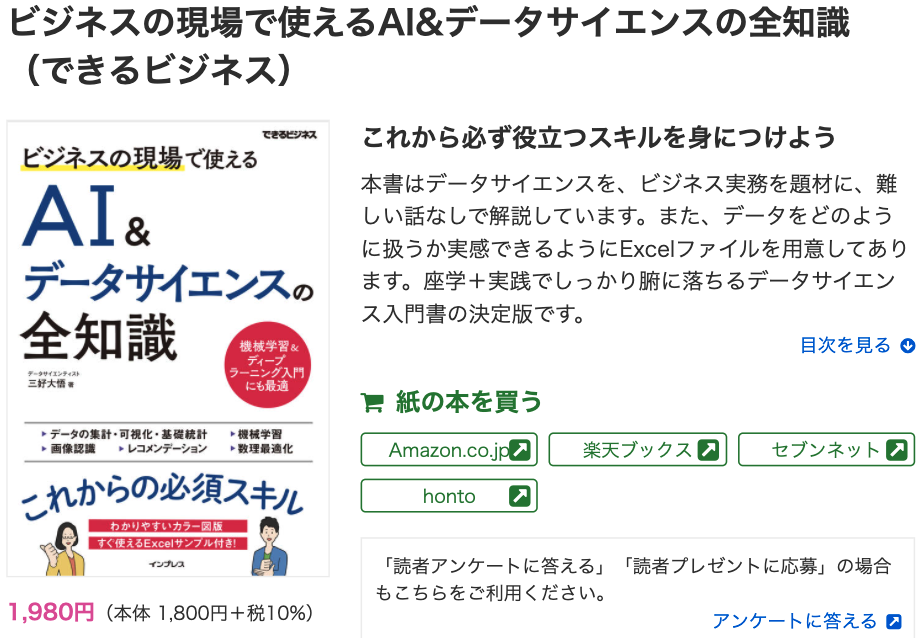 ビジネスの現場で使えるAI&データサイエンスの全知識
（できるビジネス）
できるビジネス
ビジネスの現場で使える
AI&
データサイエンスの
全知識
データサイエンティスト
三好大悟 著
機械学習&
ディープ
ラーニング入門
にも最適
▶データの集計・可視化・基礎統計 ▶機械学習
▶画像認識 ▶レコメンデーション ▶数理最適化
これからの必須スキル
わかりやすいカラー図版
すぐ使えるExcelサンプル付き!
インプレス
1,980円（本体 1,800円＋税10%）
これから必ず役立つスキルを身につけよう
本書はデータサイエンスを、ビジネス実務を題材に、難
しい話なしで解説しています。また、データをどのよう
に扱うか実感できるようにExcelファイルを用意してあり
ます。座学＋実践でしっかり腑に落ちるデータサイエン
ス入門書の決定版です。
目次を見る
紙の本を買う
Amazon.co.jp
楽天ブックス
セブンネット
honto
「読者アンケートに答える」「読者プレゼントに応募」の場合
もこちらをご利用ください。
アンケートに答える